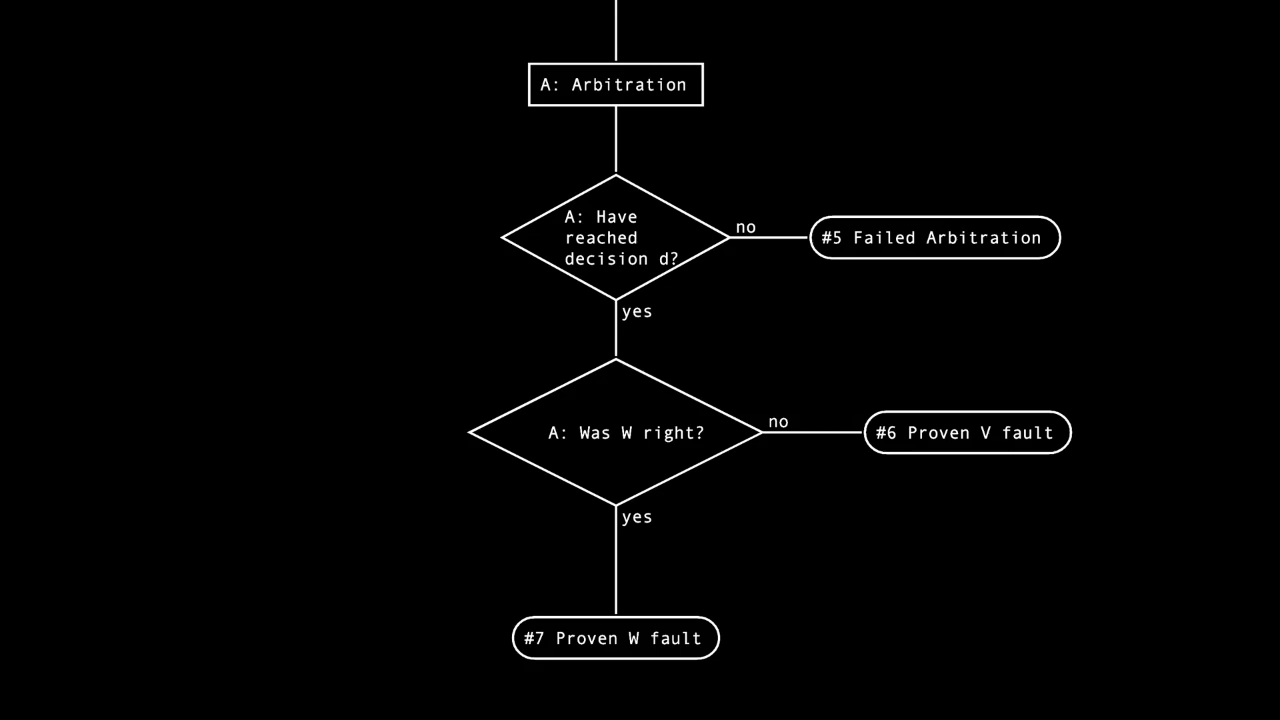 A: Arbitration
A: Have
reached
decision d?
no
#5 Failed Arbitration
yes
A: Was W right?
no
#6 Proven V fault
yes
#7 Proven W fault